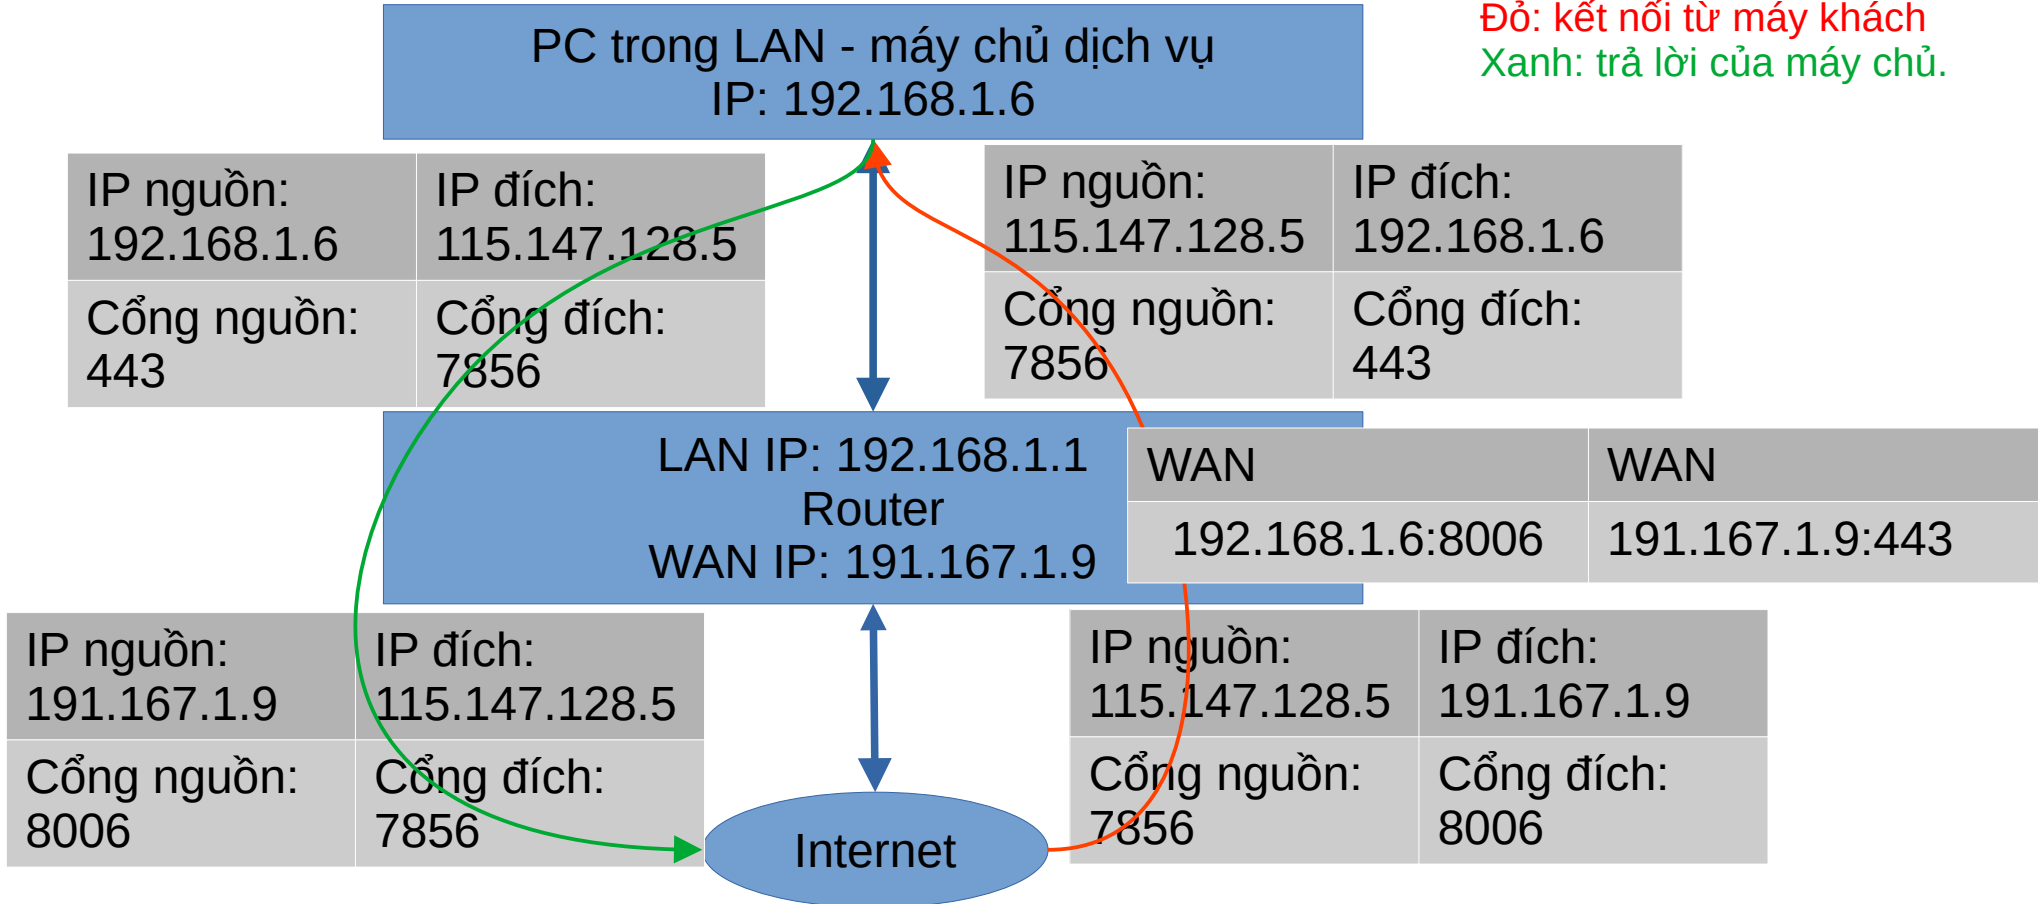 PC trong LAN - máy chủ dịch vụ
IP: 192.168.1.6
Đỏ: kết nối từ máy khách
Xanh: trả lời của máy chủ.
IP nguồn:
192.168.1.6
IP đích:
115.147.128.5
Cổng nguồn:
443
Cổng đích:
7856
IP nguồn:
115.147.128.5
IP đích:
192.168.1.6
Cổng nguồn:
7856
Cổng đích:
443
LAN IP: 192.168.1.1
Router
WAN IP: 191.167.1.9
WAN
WAN
192.168.1.6:8006
191.167.1.9:443
IP nguồn:
191.167.1.9
IP đích:
115.147.128.5
Cổng nguồn:
8006
Cổng đích:
7856
IP nguồn:
115.147.128.5
IP đích:
191.167.1.9
Cổng nguồn:
7856
Cổng đích:
8006
Internet